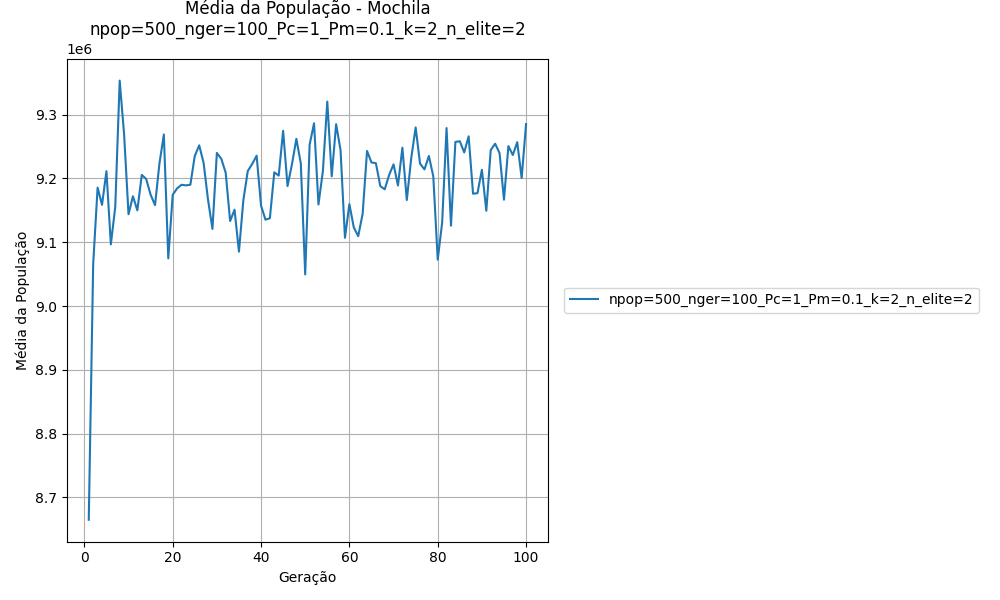 Média da População - Mochila
npop=500_nger=100_Pc=1_Pm=0.1_k=2_n_elite=2
1e6
9.3
9.2
9.1
9.0
8.9
8.8
8.7
Média da População
0 20 40 60 80 100
Geração
npop=500_nger=100_Pc=1_Pm=0.1_k=2_n_elite=2